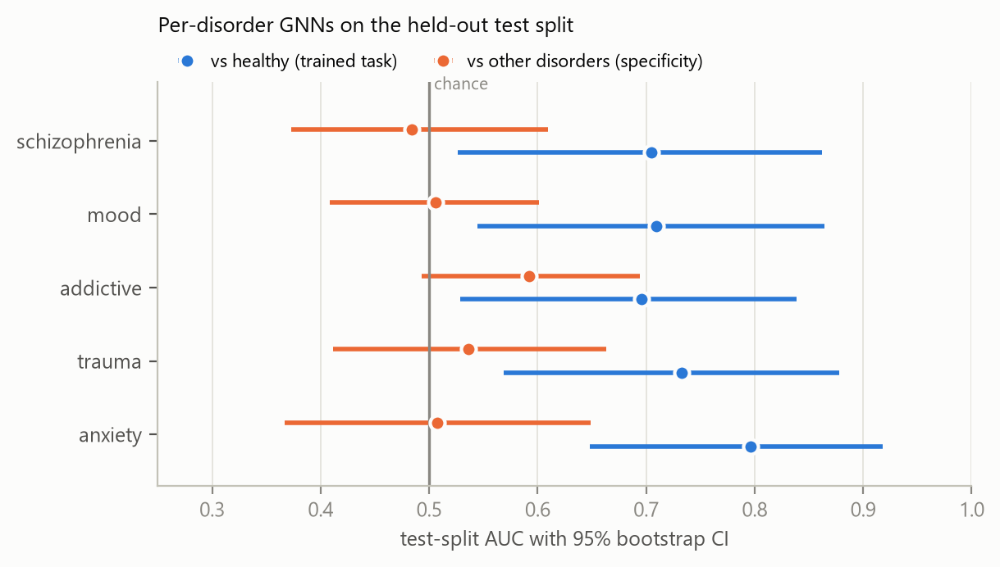 Per-disorder GNNs on the held-out test split
vs healthy (trained task)
vs other disorders (specificity)
chance
schizophrenia
mood
addictive
trauma
anxiety
0.3 0.4 0.5 0.6 0.7 0.8 0.9 1.0
test-split AUC with 95% bootstrap CI